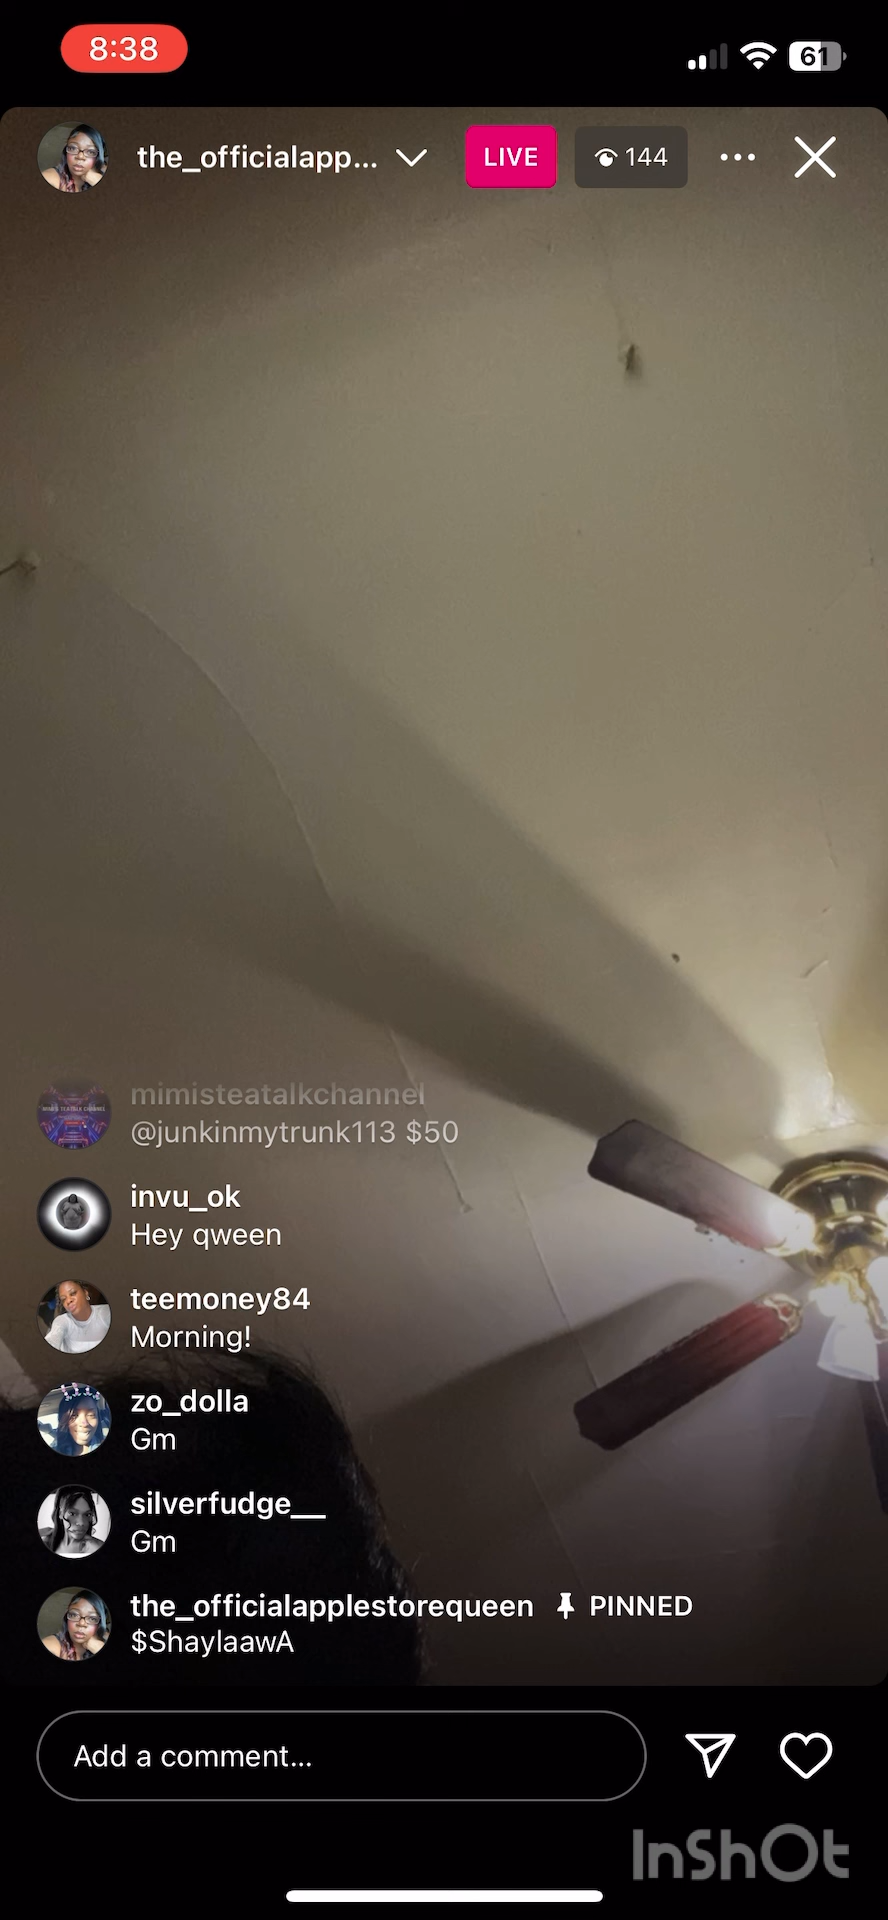 8:38
61
the_officialapp...
LIVE
144
mimisteatalkchannel
@junkinmytrunk113 $50
invu_ok
Hey qween
teemoney84
Morning!
zo_dolla
Gm
silverfudge__
Gm
the_officialapplestorequeen PINNED
$ShaylaawA
Add a comment...
InShOt